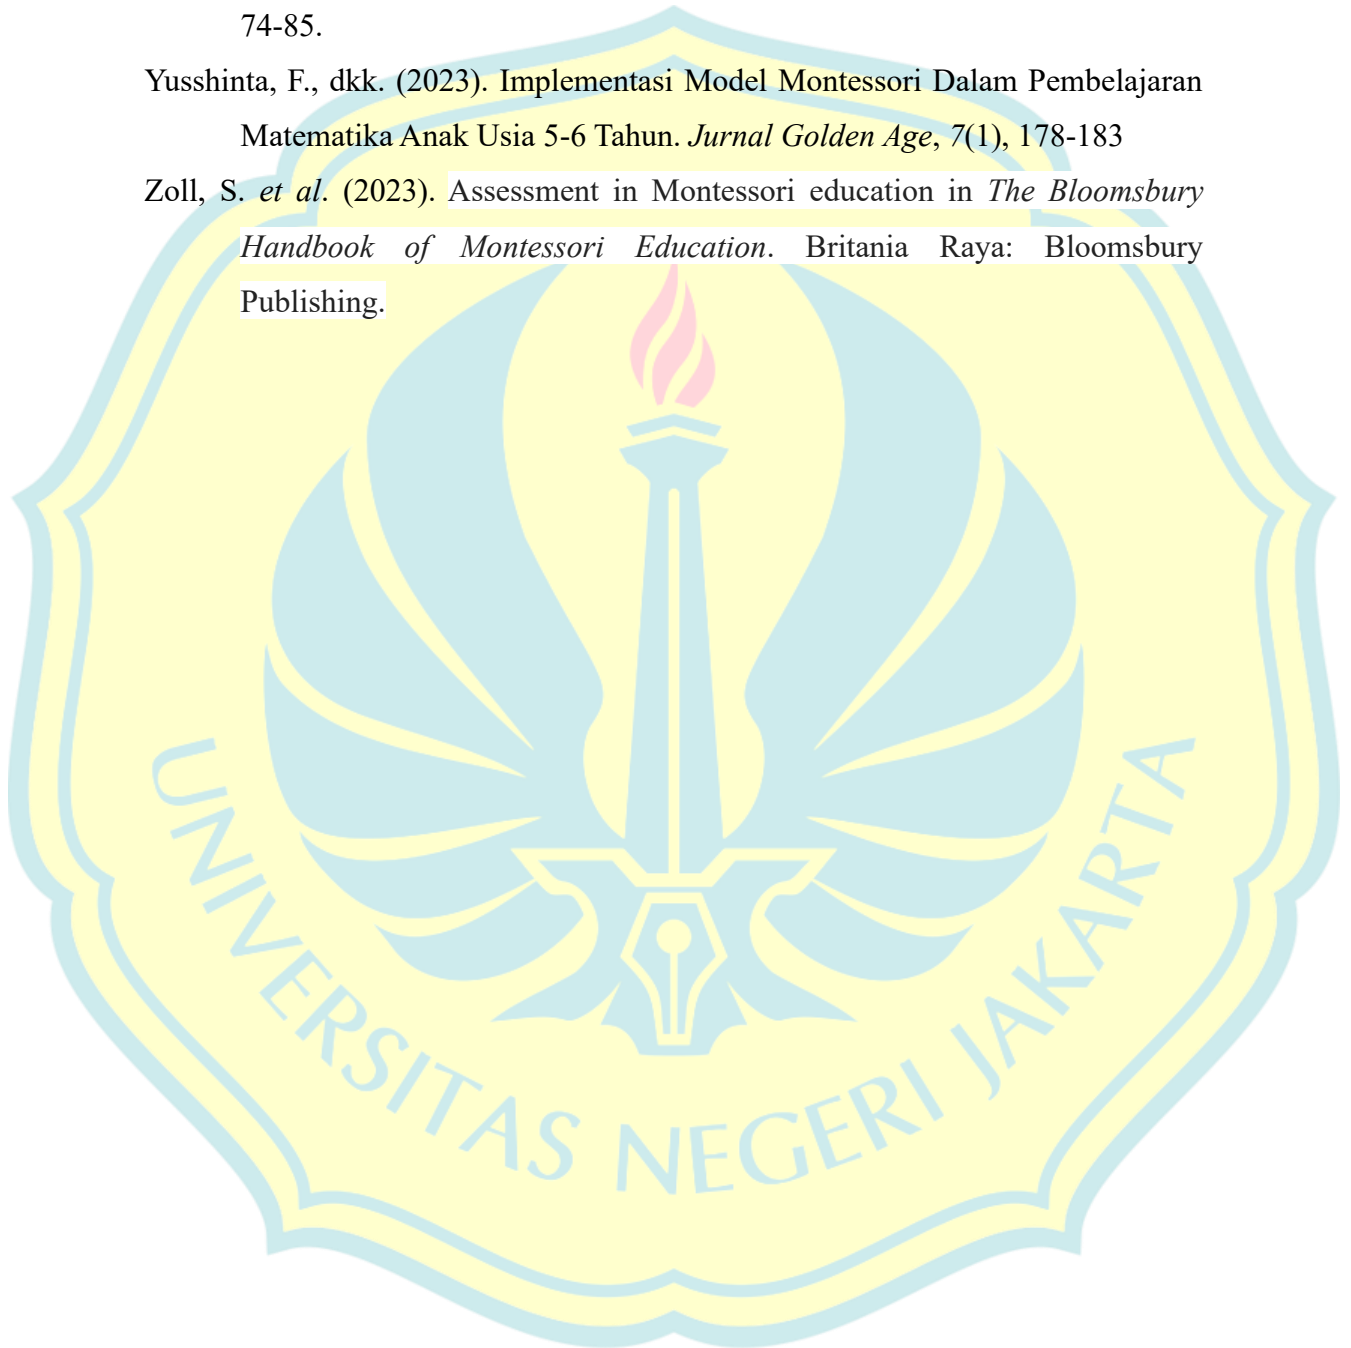 74-85.
Yusshinta, F., dkk. (2023). Implementasi Model Montessori Dalam Pembelajaran
Matematika Anak Usia 5-6 Tahun. Jurnal Golden Age, 7(1), 178-183
Zoll, S. et al. (2023). Assessment in Montessori education in The Bloomsbury
Handbook of Montessori Education. Britania Raya: Bloomsbury
Publishing.
UNIVERSITAS NEGERI JAKARTA